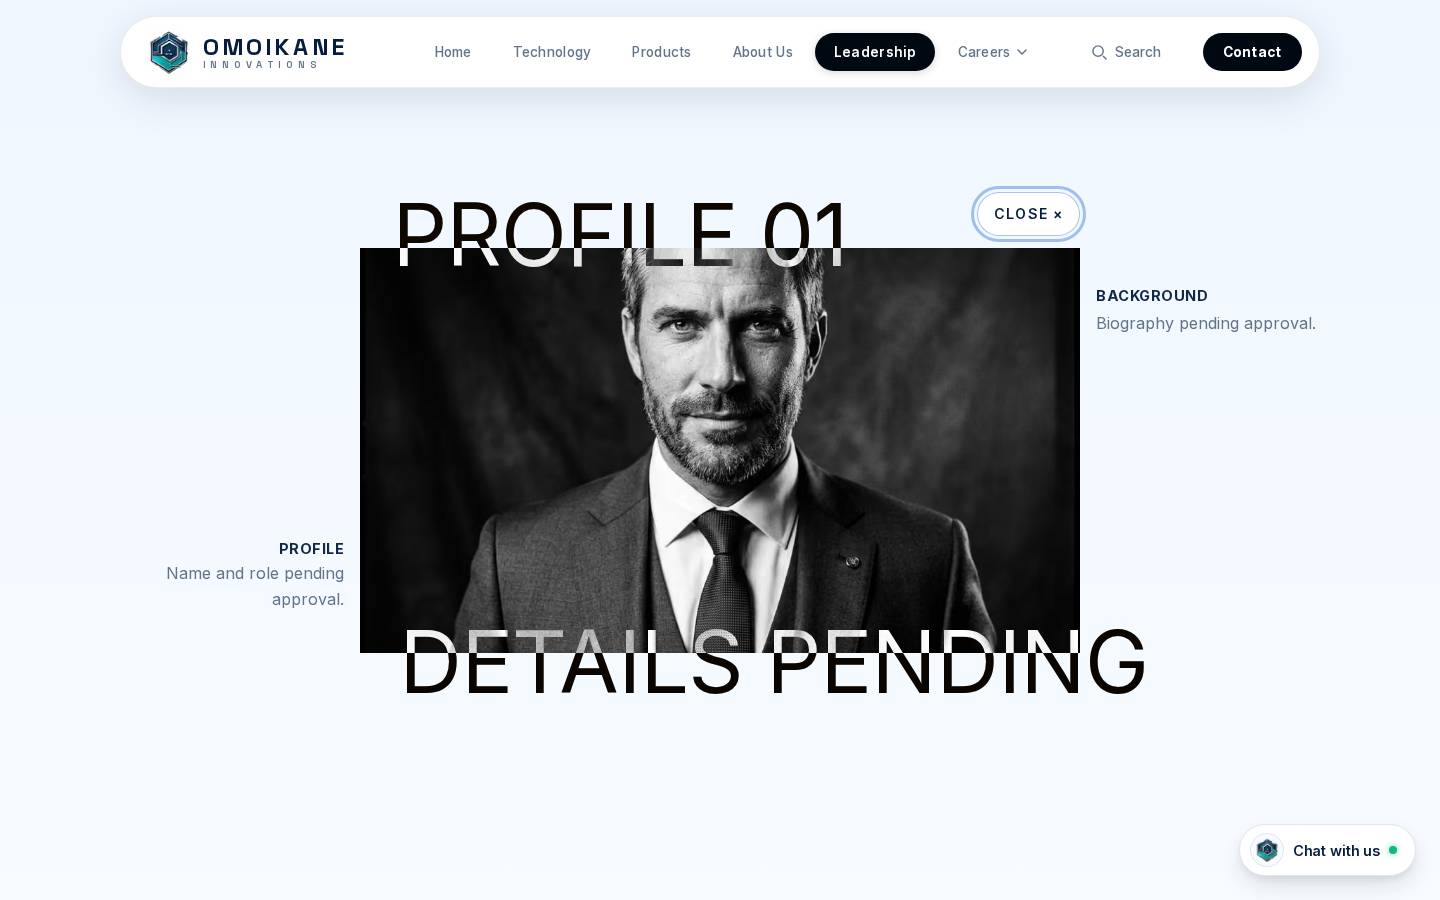 OMOIKANE
INNOVATIONS
Home
Technology
Products
About Us
Leadership
Careers
Search
Contact
PROFILE 01
CLOSE ×
BACKGROUND
Biography pending approval.
PROFILE
Name and role pending
approval.
DETAILS PENDING
Chat with us